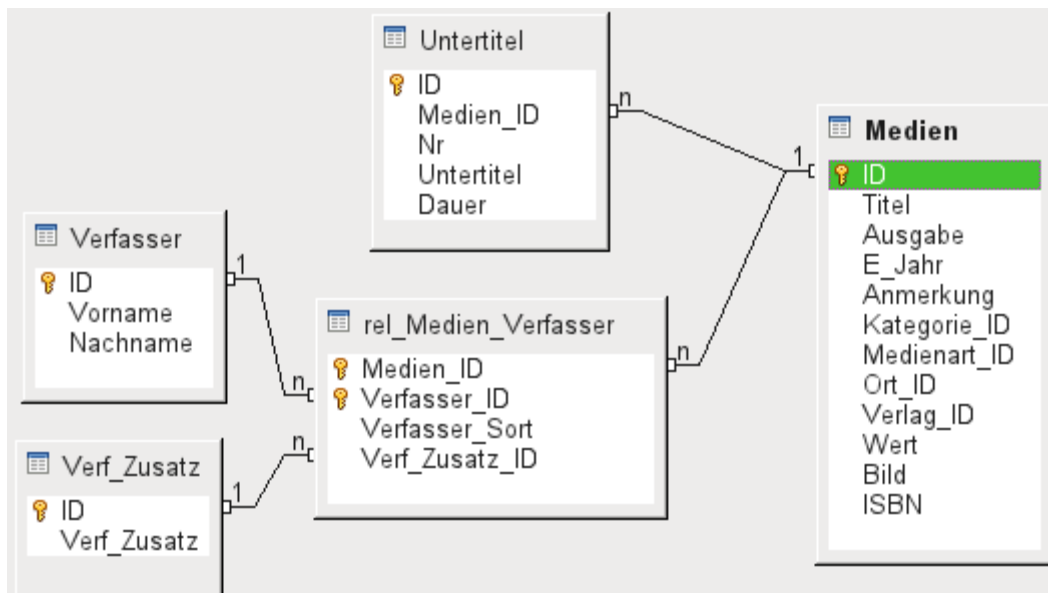 Untertitel
ID
Medien_ID
Nr
Untertitel
Dauer
n
1
Medien
ID
Titel
Ausgabe
E_Jahr
Anmerkung
Kategorie_ID
Medienart_ID
Ort_ID
Verlag_ID
Wert
Bild
ISBN
Verfasser
ID
Vorname
Nachname
1
n
rel_Medien_Verfasser
Medien_ID
Verfasser_ID
Verfasser_Sort
Verf_Zusatz_ID
n
n
Verf_Zusatz
ID
Verf_Zusatz
1